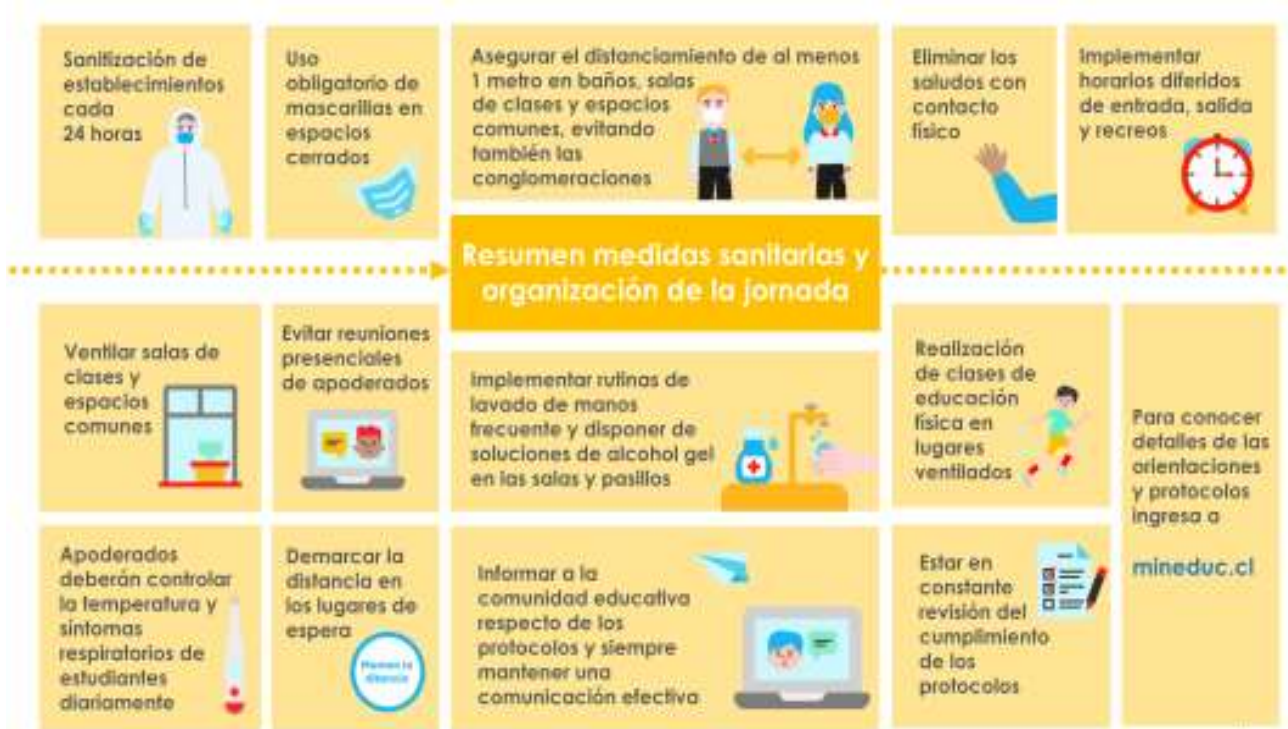 Sanitización de
establecimientos
cada
24 horas
Uso
obligatorio de
mascarillas en
espacios
cerrados
Asegurar el distanciamiento de al menos
1 metro en baños, salas
de clases y espacios
comunes, evitando
también las
conglomeraciones
Eliminar los
saludos con
contacto
físico
Implementar
horarios diferidos
de entrada, salida
y recreos
Resumen medidas sanitarias y
organización de la jornada
Ventilar salas de
clases y
espacios
comunes
Evitar reuniones
presenciales
de apoderados
Implementar rutinas de
lavado de manos
frecuente y disponer de
soluciones de alcohol gel
en las salas y pasillos
Realización
de clases de
educación
física en
lugares
ventilados
Para conocer
detalles de las
orientaciones
y protocolos
ingresa a
mineduc.cl
Apoderados
deberán controlar
la temperatura y
síntomas
respiratorios de
estudiantes
diariamente
Demarcar la
distancia en
los lugares de
espera
distancia
Informar a la
comunidad educativa
respecto de los
protocolos y siempre
mantener una
comunicación efectiva
Estar en
constante
revisión del
cumplimiento
de los
protocolos